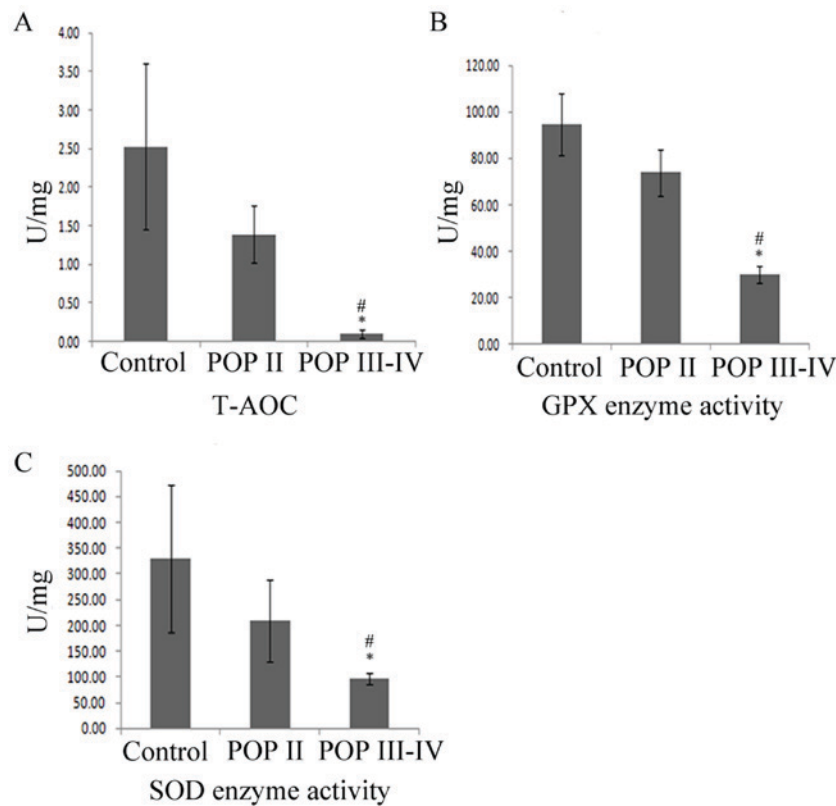 A
4.00
3.50
3.00
2.50
2.00
1.50
1.00
0.50
0.00
U/mg
#
*
Control POP II POP III-IV
T-AOC
B
120.00
100.00
80.00
60.00
40.00
20.00
0.00
U/mg
#
*
Control POP II POP III-IV
GPX enzyme activity
C
500.00
450.00
400.00
350.00
300.00
250.00
200.00
150.00
100.00
50.00
0.00
U/mg
#
*
Control POP II POP III-IV
SOD enzyme activity